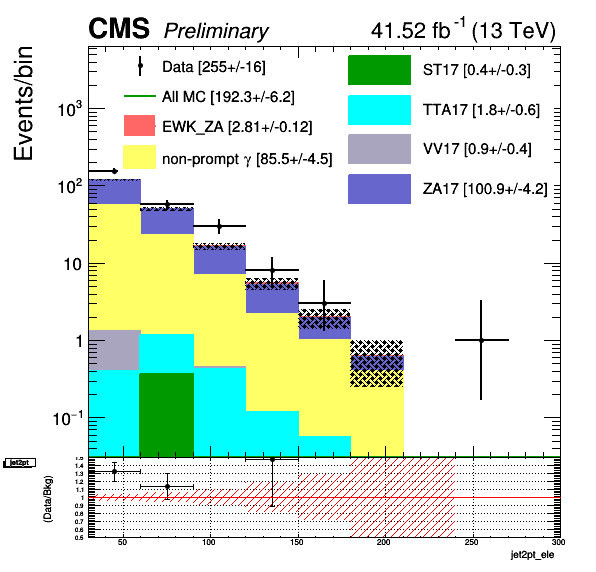 CMS Preliminary 41.52 fb⁻¹ (13 TeV)
Events/bin
Data [255+/-16]
All MC [192.3+/-6.2]
EWK_ZA [2.81+/-0.12]
non-prompt γ [85.5+/-4.5]
ST17 [0.4+/-0.3]
TTA17 [1.8+/-0.6]
VV17 [0.9+/-0.4]
ZA17 [100.9+/-4.2]
10³
10²
10
1
10⁻¹
jet2pt
(Data/Bkg)
1.5
1.4
1.3
1.2
1.1
1
0.9
0.8
0.7
0.6
0.5
50 100 150 200 250 300
jet2pt_ele